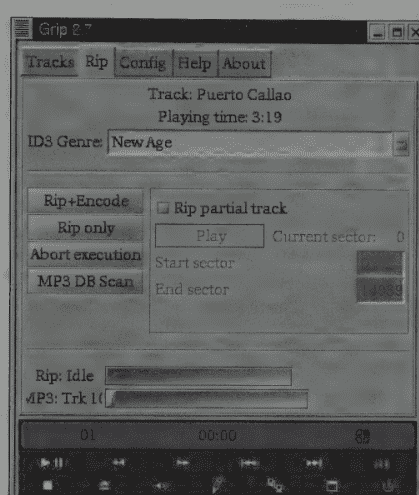 Grip 2.7
Tracks Rip Config Help About
Track: Puerto Callao
Playing time: 3:19
ID3 Genre: New Age
Rip+Encode
Rip partial track
Rip only
Play Current sector: 0
Abort execution
Start sector
MP3 DB Scan
End sector 14939
Rip: Idle
MP3: Trk 1(
01 00:00